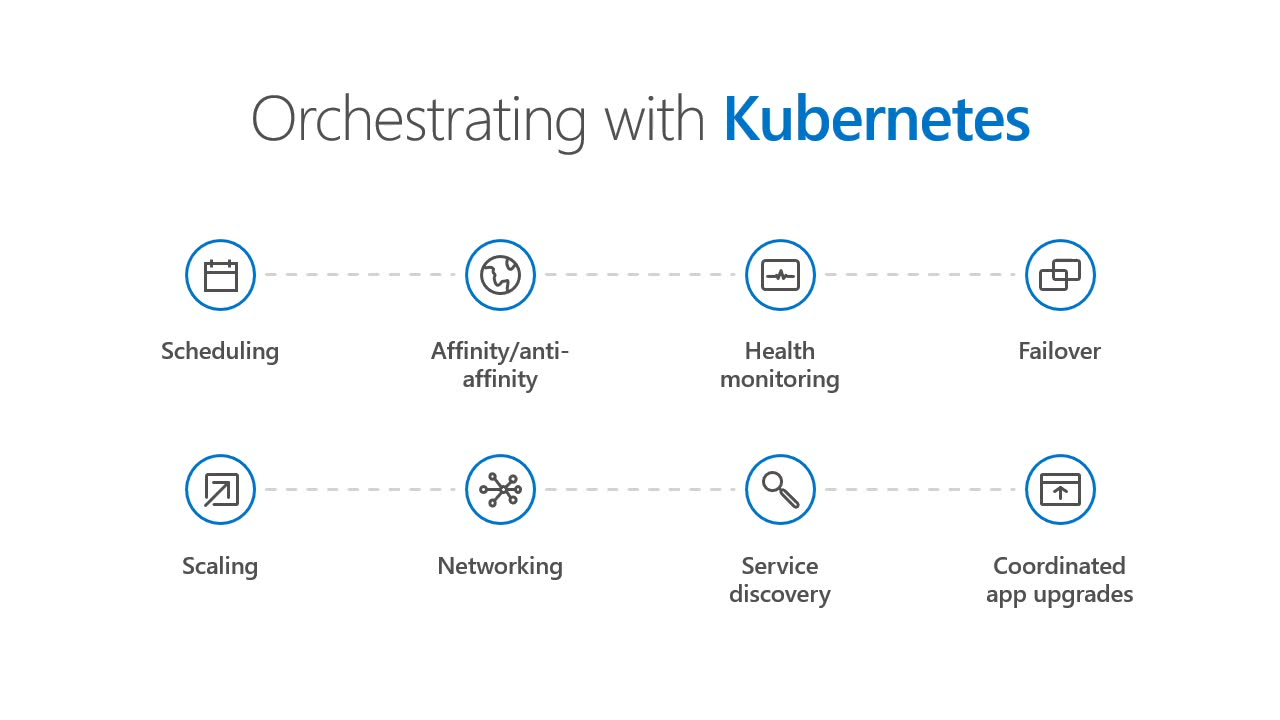 Orchestrating with Kubernetes
Scheduling
Affinity/anti-
affinity
Health
monitoring
Failover
Scaling
Networking
Service
discovery
Coordinated
app upgrades